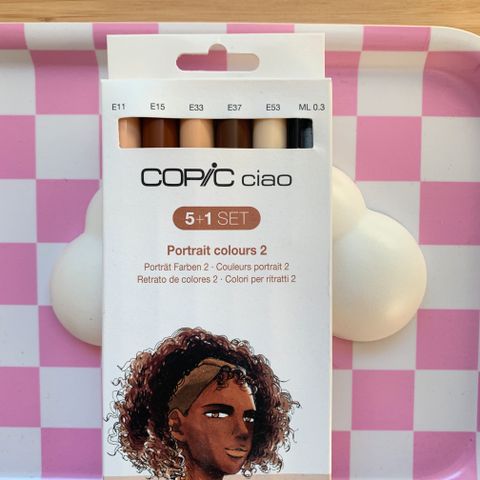 E11 E15 E33 E37 E53 ML 0.3
COPIC ciao
5+1 SET
Portrait colours 2
Porträt Farben 2 · Couleurs portrait 2
Retrato de colores 2 · Colori per ritratti 2